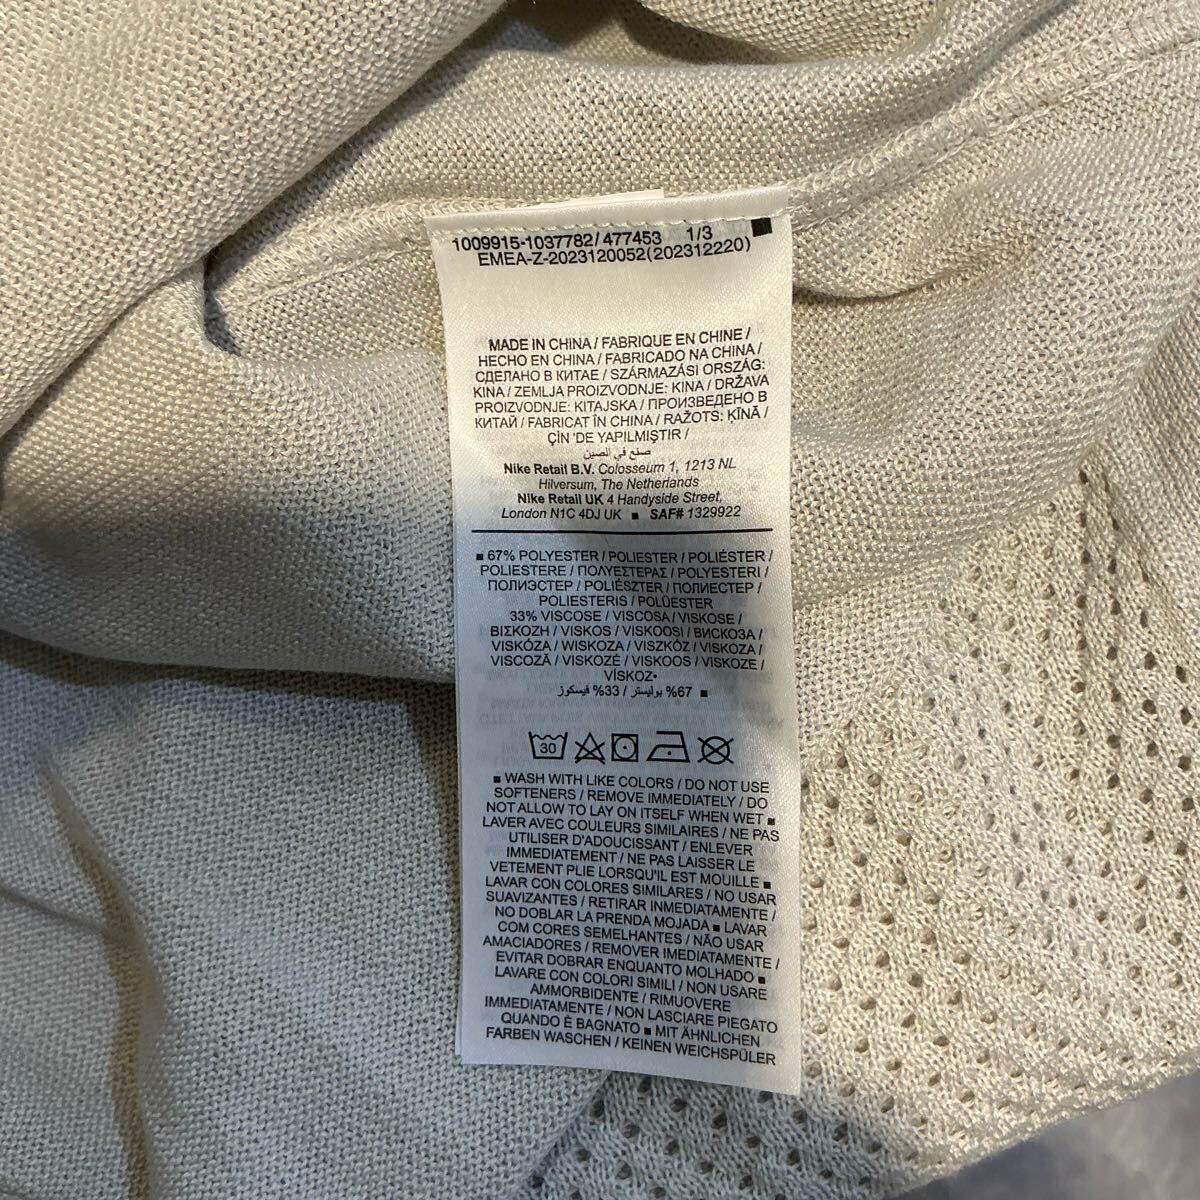 1009915-1037782/477453 1/3
EMEA-Z-2023120052(202312220)
MADE IN CHINA / FABRIQUE EN CHINE /
HECHO EN CHINA / FABRICADO NA CHINA /
СДЕЛАНО В КИТАЕ / SZÁRMAZÁSI ORSZÁG:
KÍNA / ZEMLJA PROIZVODNJE: KINA / DRŽAVA
PROIZVODNJE: KITAJSKA / ПРОИЗВЕДЕНО В
КИТАЙ / FABRICAT ÎN CHINA / RAŽOTS: ĶĪNĀ /
ÇİN 'DE YAPILMIŞTIR /
صنع في الصين
Nike Retail B.V. Colosseum 1, 1213 NL
Hilversum, The Netherlands
Nike Retail UK 4 Handyside Street,
London N1C 4DJ UK ■ SAF# 1329922
■ 67% POLYESTER / POLIESTER / POLIÉSTER /
POLIESTERE / ΠΟΛΥΕΣΤΕΡΑΣ / POLYESTERI /
ПОЛИЭСТЕР / POLIÉSZTER / ПОЛИЕСТЕР /
POLIESTERIS / POLÜESTER
33% VISCOSE / VISCOSA / VISKOSE /
ΒΙΣΚΟΖΗ / VISKOS / VISKOOSI / ВИСКОЗА /
VISKÓZA / WISKOZA / VISZKÓZ / VISKOZA /
VISCOZĂ / VISKOZĖ / VISKOOS / VISKOZE /
VİSKOZ•
■ 67% بوليستر / 33% فيسكوز
30
■ WASH WITH LIKE COLORS / DO NOT USE
SOFTENERS / REMOVE IMMEDIATELY / DO
NOT ALLOW TO LAY ON ITSELF WHEN WET ■
LAVER AVEC COULEURS SIMILAIRES / NE PAS
UTILISER D'ADOUCISSANT / ENLEVER
IMMEDIATEMENT / NE PAS LAISSER LE
VETEMENT PLIE LORSQU'IL EST MOUILLE ■
LAVAR CON COLORES SIMILARES / NO USAR
SUAVIZANTES / RETIRAR INMEDIATAMENTE /
NO DOBLAR LA PRENDA MOJADA ■ LAVAR
COM CORES SEMELHANTES / NÃO USAR
AMACIADORES / REMOVER IMEDIATAMENTE /
EVITAR DOBRAR ENQUANTO MOLHADO ■
LAVARE CON COLORI SIMILI / NON USARE
AMMORBIDENTE / RIMUOVERE
IMMEDIATAMENTE / NON LASCIARE PIEGATO
QUANDO È BAGNATO ■ MIT ÄHNLICHEN
FARBEN WASCHEN / KEINEN WEICHSPÜLER